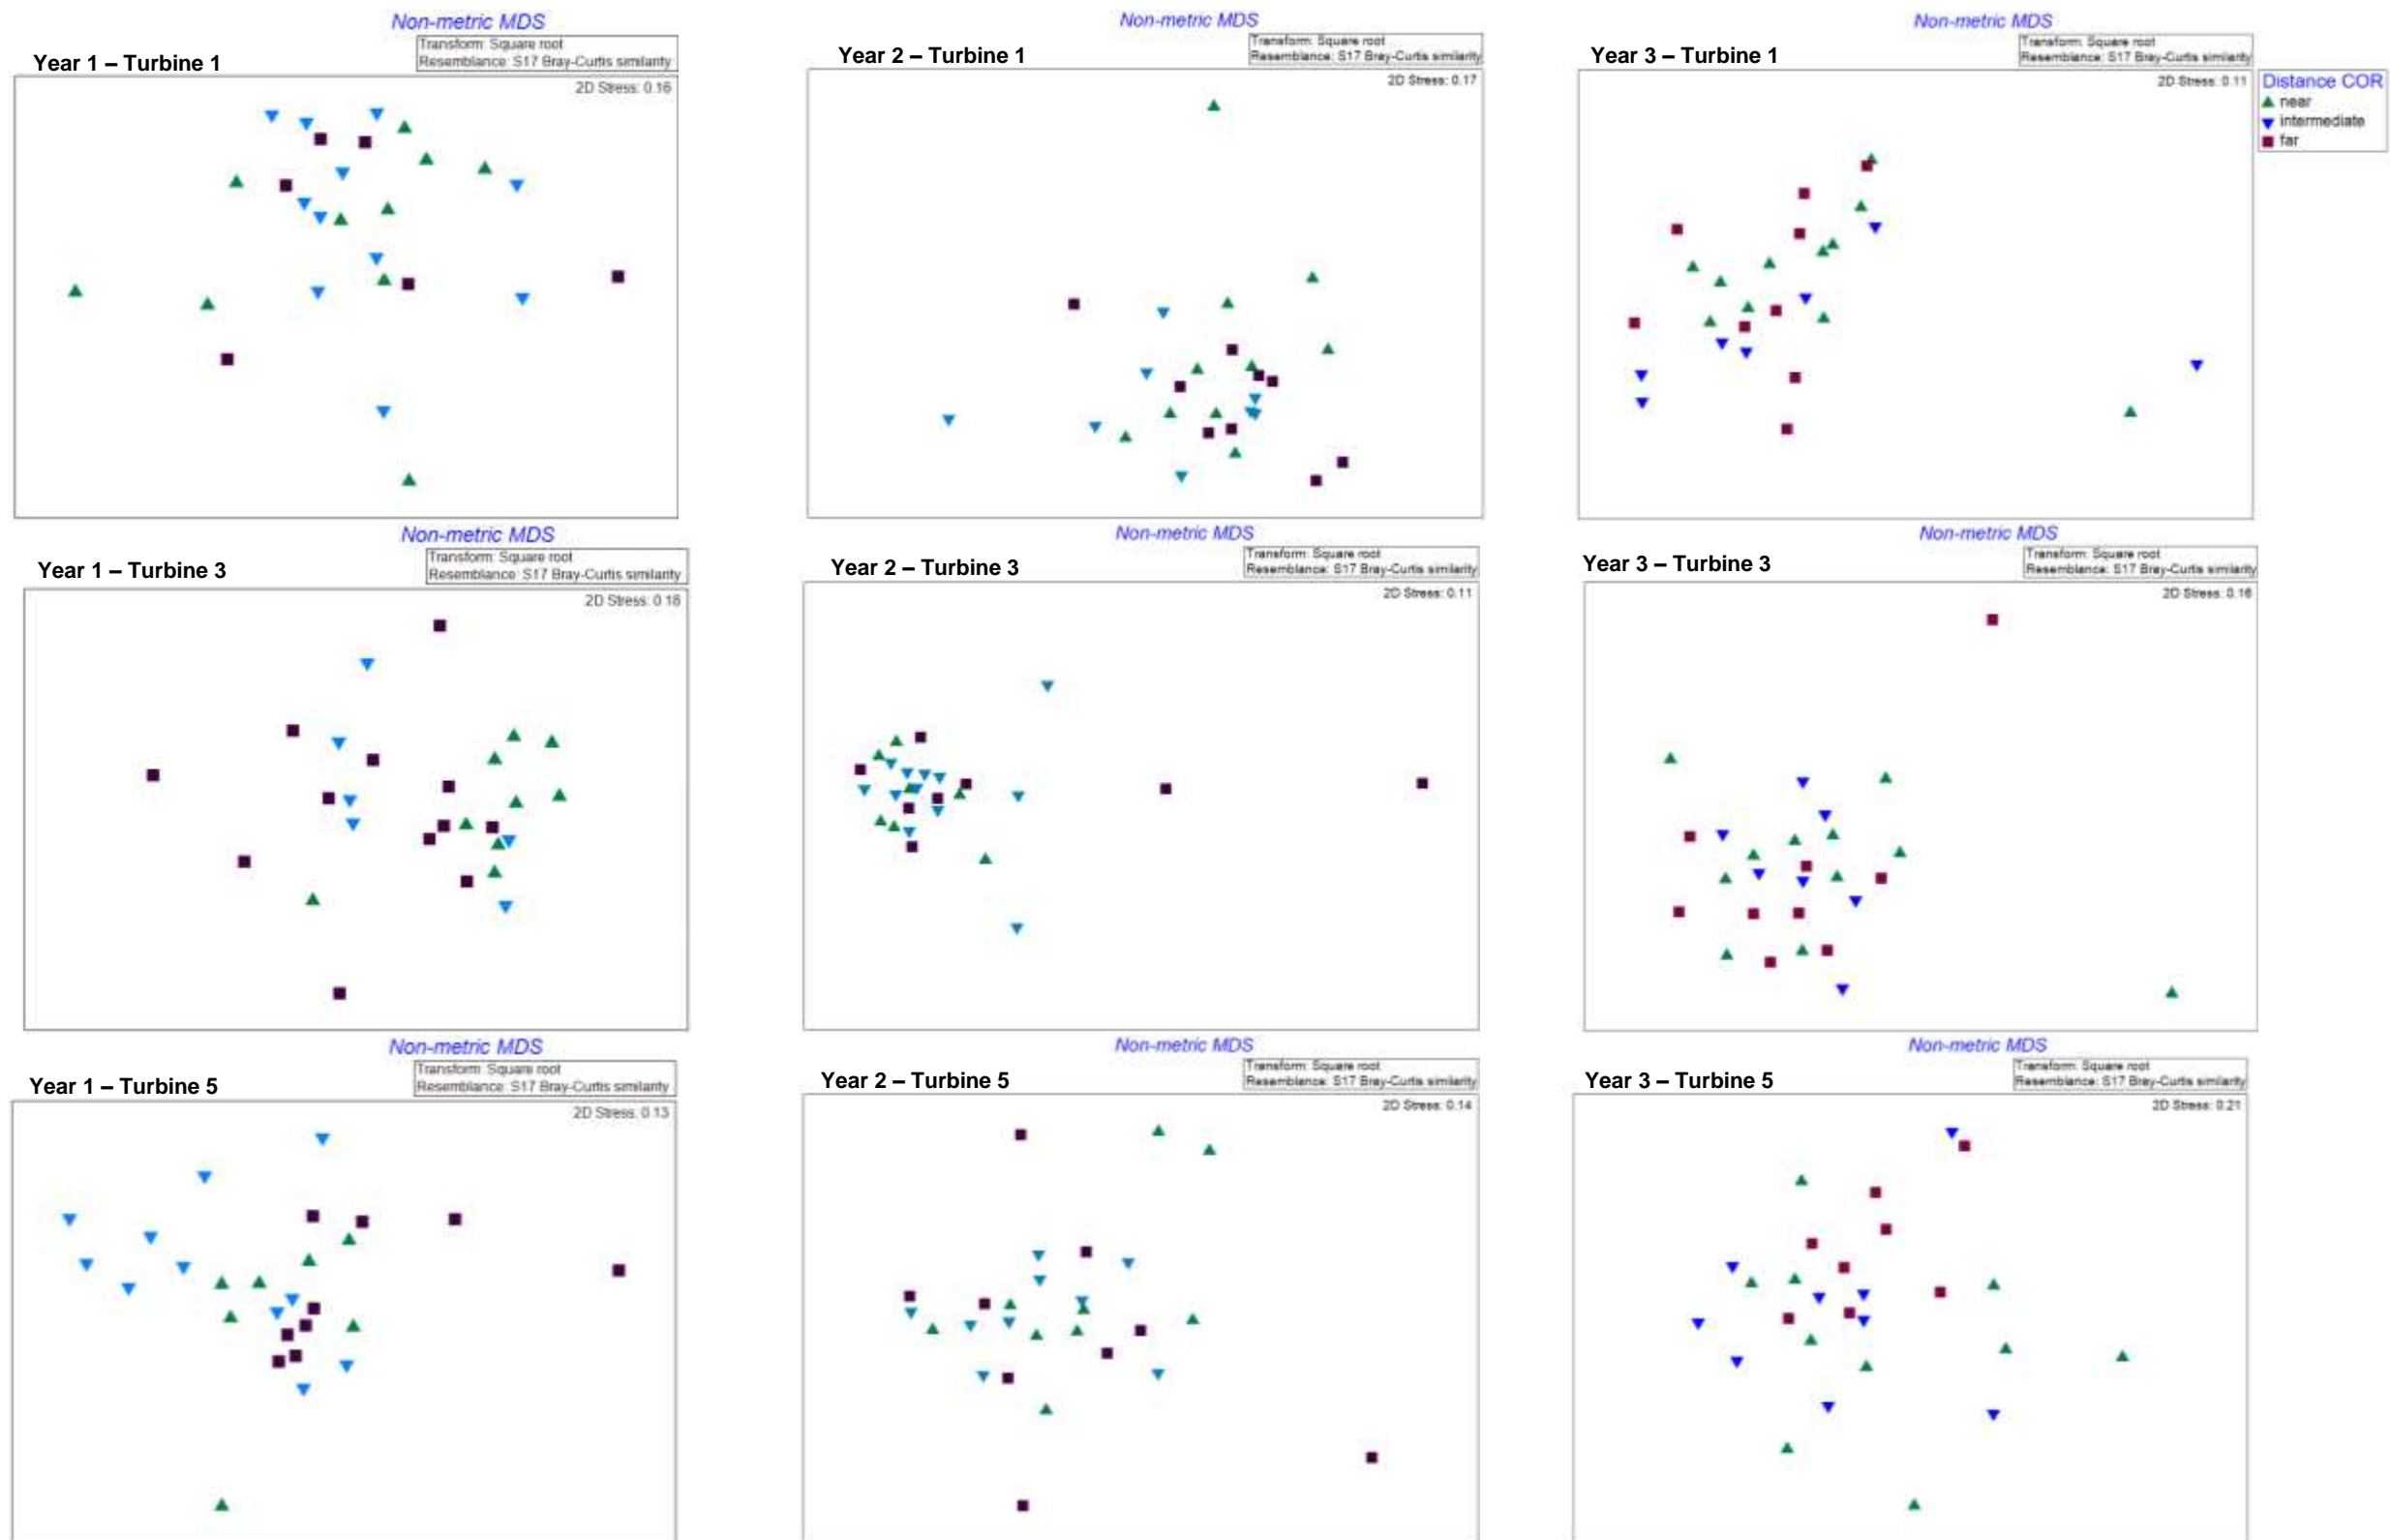 Non-metric MDS
Year 1 – Turbine 1
Transform: Square root
Resemblance: S17 Bray-Curtis similarity
2D Stress: 0.16
Non-metric MDS
Year 2 – Turbine 1
Transform: Square root
Resemblance: S17 Bray-Curtis similarity
2D Stress: 0.17
Non-metric MDS
Year 3 – Turbine 1
Transform: Square root
Resemblance: S17 Bray-Curtis similarity
2D Stress: 0.11
Distance COR
near
intermediate
far
Non-metric MDS
Year 1 – Turbine 3
Transform: Square root
Resemblance: S17 Bray-Curtis similarity
2D Stress: 0.18
Non-metric MDS
Year 2 – Turbine 3
Transform: Square root
Resemblance: S17 Bray-Curtis similarity
2D Stress: 0.11
Non-metric MDS
Year 3 – Turbine 3
Transform: Square root
Resemblance: S17 Bray-Curtis similarity
2D Stress: 0.16
Non-metric MDS
Year 1 – Turbine 5
Transform: Square root
Resemblance: S17 Bray-Curtis similarity
2D Stress: 0.13
Non-metric MDS
Year 2 – Turbine 5
Transform: Square root
Resemblance: S17 Bray-Curtis similarity
2D Stress: 0.14
Non-metric MDS
Year 3 – Turbine 5
Transform: Square root
Resemblance: S17 Bray-Curtis similarity
2D Stress: 0.21